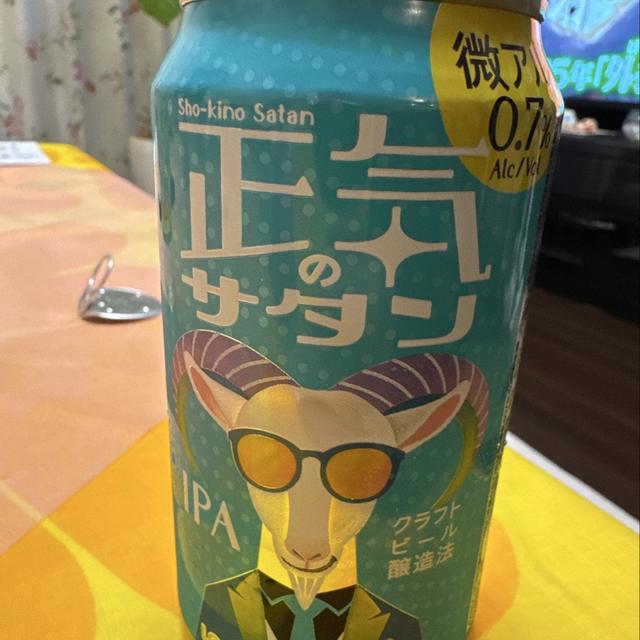 微ア
0.7%
Alc/Vol
Sho-kino Satan
正気
の
サタン
IPA
クラフト
ビール
醸造法